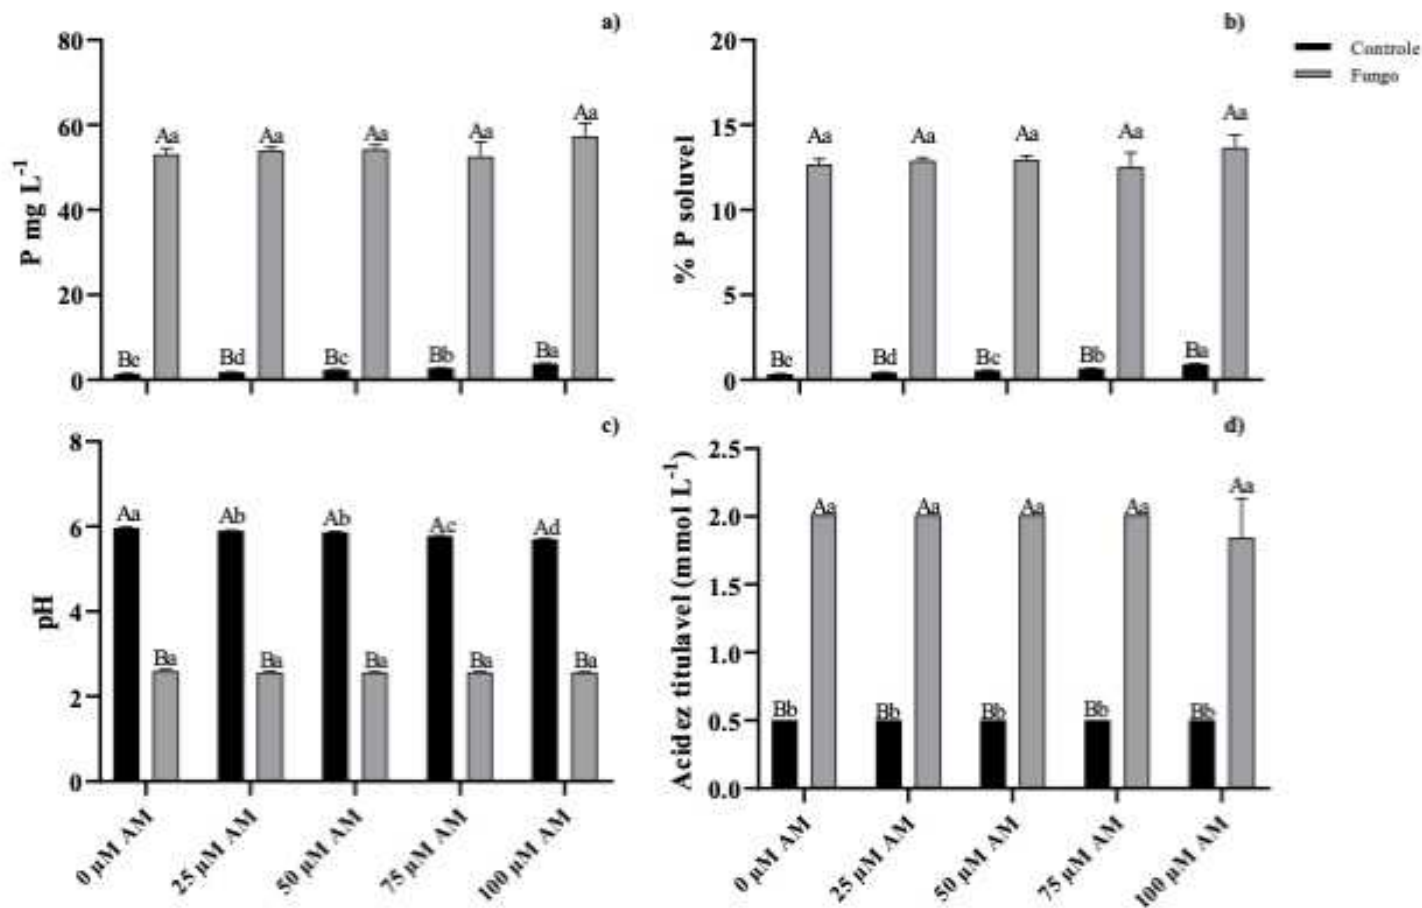 a)
80
60
40
20
0
P mg L⁻¹
Aa Aa Aa Aa Aa
Be Bd Bc Bb Ba
b)
20
15
10
5
0
% P soluvel
Aa Aa Aa Aa Aa
Be Bd Bc Bb Ba
Controle
Fungo
c)
8
6
4
2
0
pH
Aa Ab Ab Ac Ad
Ba Ba Ba Ba Ba
0 µM AM
25 µM AM
50 µM AM
75 µM AM
100 µM AM
d)
2.5
2.0
1.5
1.0
0.5
0.0
Acidez titulavel (mmol L⁻¹)
Aa Aa Aa Aa Aa
Bb Bb Bb Bb Bb
0 µM AM
25 µM AM
50 µM AM
75 µM AM
100 µM AM